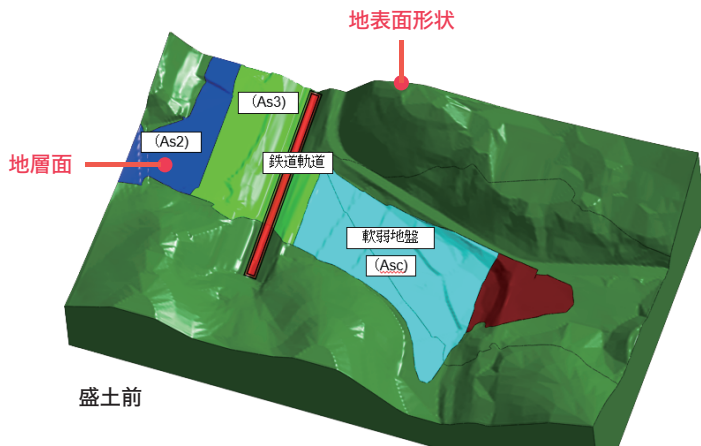 地表面形状
(As3)
(As2)
地層面
鉄道軌道
軟弱地盤
(Asc)
盛土前